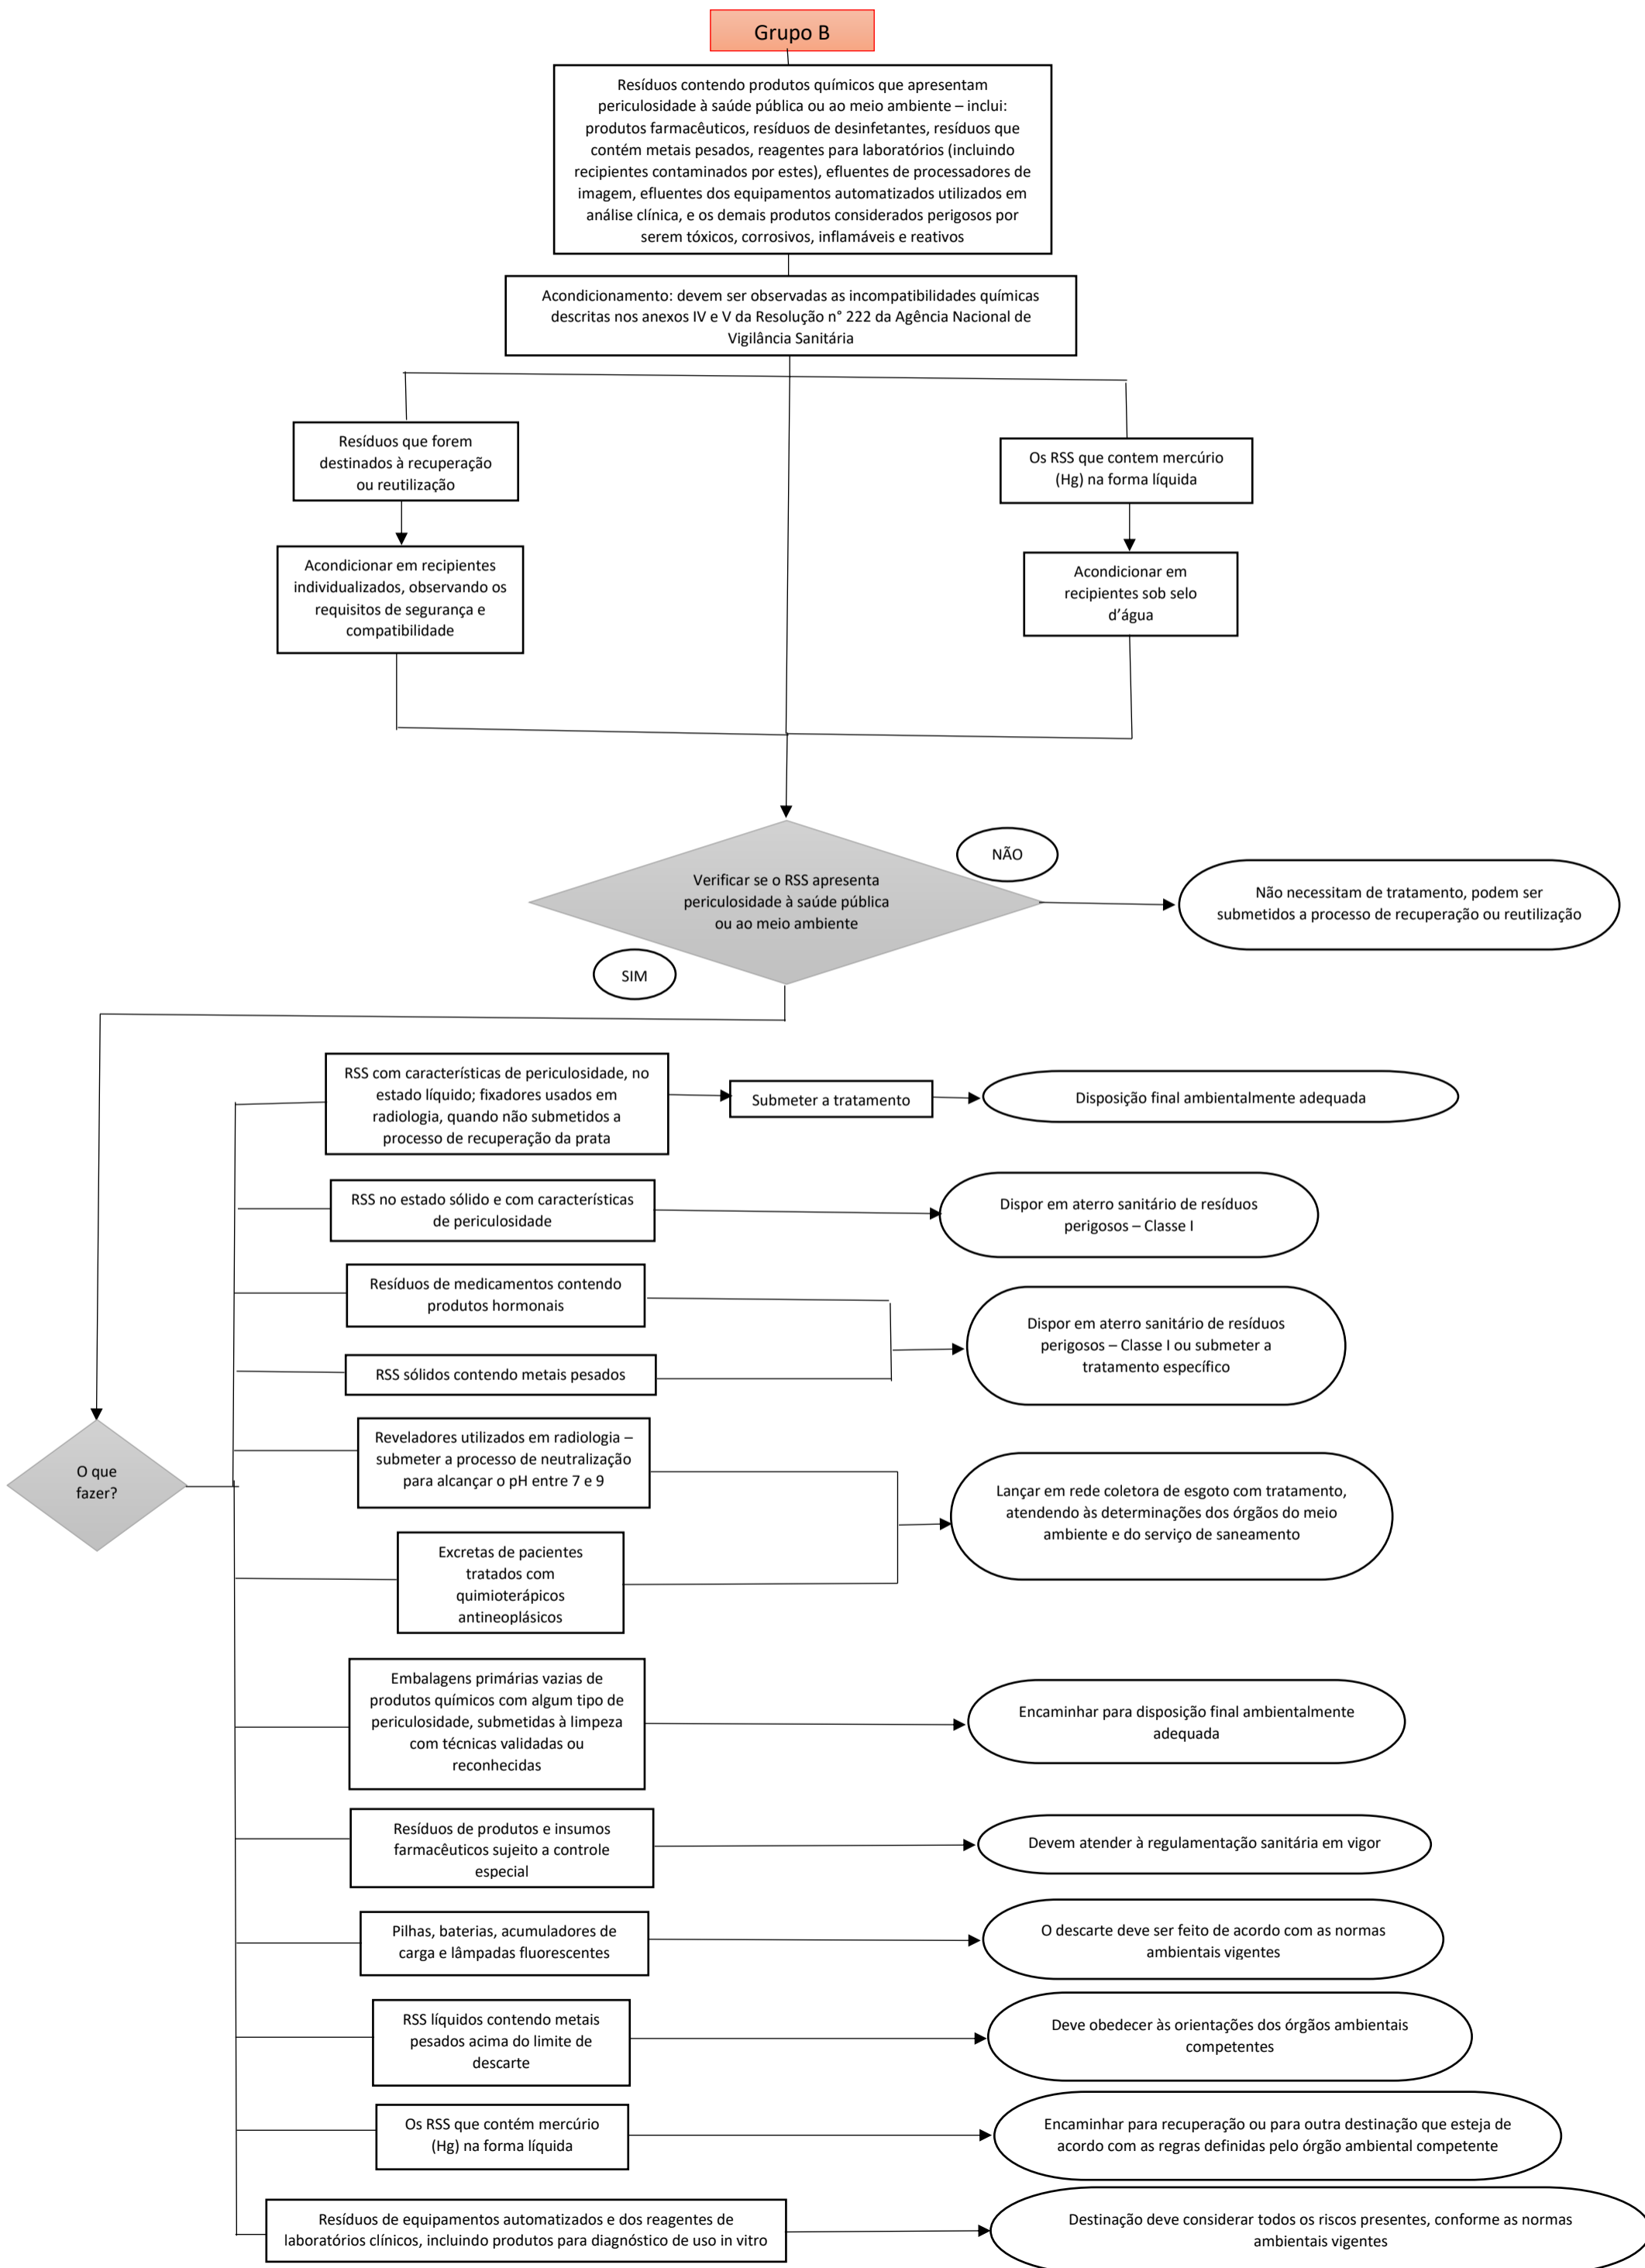 Grupo B
Resíduos contendo produtos químicos que apresentam
periculosidade à saúde pública ou ao meio ambiente – inclui:
produtos farmacêuticos, resíduos de desinfetantes, resíduos que
contém metais pesados, reagentes para laboratórios (incluindo
recipientes contaminados por estes), efluentes de processadores de
imagem, efluentes dos equipamentos automatizados utilizados em
análise clínica, e os demais produtos considerados perigosos por
serem tóxicos, corrosivos, inflamáveis e reativos
Acondicionamento: devem ser observadas as incompatibilidades químicas
descritas nos anexos IV e V da Resolução n° 222 da Agência Nacional de
Vigilância Sanitária
Resíduos que forem
destinados à recuperação
ou reutilização
Os RSS que contem mercúrio
(Hg) na forma líquida
Acondicionar em recipientes
individualizados, observando os
requisitos de segurança e
compatibilidade
Acondicionar em
recipientes sob selo
d’água
Verificar se o RSS apresenta
periculosidade à saúde pública
ou ao meio ambiente
NÃO
Não necessitam de tratamento, podem ser
submetidos a processo de recuperação ou reutilização
SIM
O que
fazer?
RSS com características de periculosidade, no
estado líquido; fixadores usados em
radiologia, quando não submetidos a
processo de recuperação da prata
Submeter a tratamento
Disposição final ambientalmente adequada
RSS no estado sólido e com características
de periculosidade
Dispor em aterro sanitário de resíduos
perigosos – Classe I
Resíduos de medicamentos contendo
produtos hormonais
RSS sólidos contendo metais pesados
Dispor em aterro sanitário de resíduos
perigosos – Classe I ou submeter a
tratamento específico
Reveladores utilizados em radiologia –
submeter a processo de neutralização
para alcançar o pH entre 7 e 9
Excretas de pacientes
tratados com
quimioterápicos
antineoplásicos
Lançar em rede coletora de esgoto com tratamento,
atendendo às determinações dos órgãos do meio
ambiente e do serviço de saneamento
Embalagens primárias vazias de
produtos químicos com algum tipo de
periculosidade, submetidas à limpeza
com técnicas validadas ou
reconhecidas
Encaminhar para disposição final ambientalmente
adequada
Resíduos de produtos e insumos
farmacêuticos sujeito a controle
especial
Devem atender à regulamentação sanitária em vigor
Pilhas, baterias, acumuladores de
carga e lâmpadas fluorescentes
O descarte deve ser feito de acordo com as normas
ambientais vigentes
RSS líquidos contendo metais
pesados acima do limite de
descarte
Deve obedecer às orientações dos órgãos ambientais
competentes
Os RSS que contém mercúrio
(Hg) na forma líquida
Encaminhar para recuperação ou para outra destinação que esteja de
acordo com as regras definidas pelo órgão ambiental competente
Resíduos de equipamentos automatizados e dos reagentes de
laboratórios clínicos, incluindo produtos para diagnóstico de uso in vitro
Destinação deve considerar todos os riscos presentes, conforme as normas
ambientais vigentes